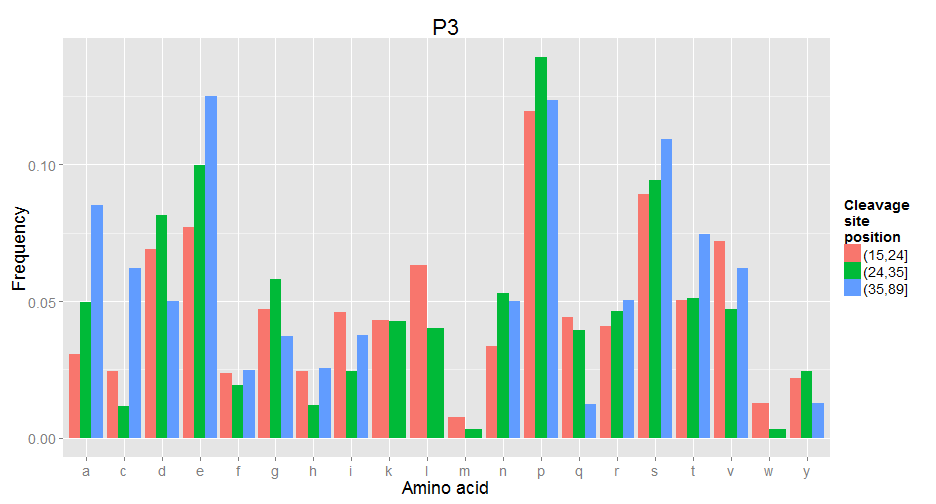 P3
Frequency
0.10
0.05
0.00
a c d e f g h i k l m n p q r s t v w y
Amino acid
Cleavage
site
position
(15,24]
(24,35]
(35,89]